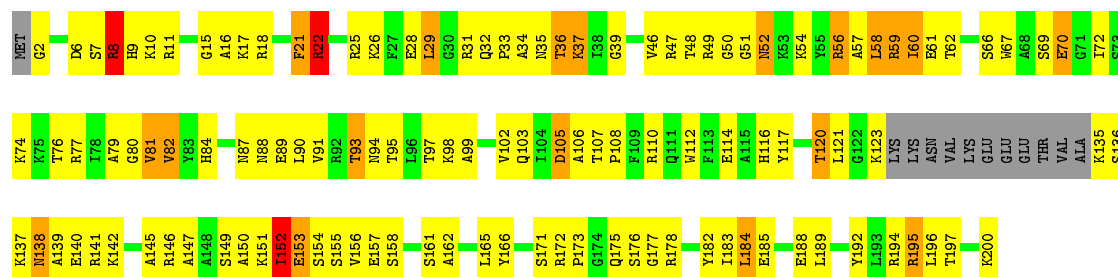 MET G2 D6 S7 R8 H9 K10 R11 G15 A16 K17 R18 F21 R22 R25 K26 F27 E28 L29 G30 R31 Q32 P33 A34 N35 T36 K37 I38 G39 V46 R47 T48 R49 G50 G51 N52 K53 K54 Y55 R56 A57 L58 R59 I60 E61 T62 S66 W67 A68 S69 E70 G71 I72 S73
K74 K75 T76 R77 I78 A79 G80 V81 V82 Y83 H84 N87 N88 E89 L90 V91 R92 T93 N94 T95 L96 T97 K98 A99 V102 Q103 I104 D105 A106 T107 P108 F109 R110 Q111 W112 F113 E114 A115 H116 Y117 T120 L121 G122 K123 LYS LYS ASN VAL LYS GLU GLU GLU THR VAL ALA K135 S136
K137 N138 A139 E140 R141 K142 A145 R146 A147 A148 S149 A150 K151 I152 E153 S154 S155 V156 E157 S158 S161 A162 L165 Y166 S171 R172 P173 G174 Q175 S176 G177 R178 Y182 I183 L184 E185 E188 L189 Y192 L193 R194 R195 L196 T197 K200